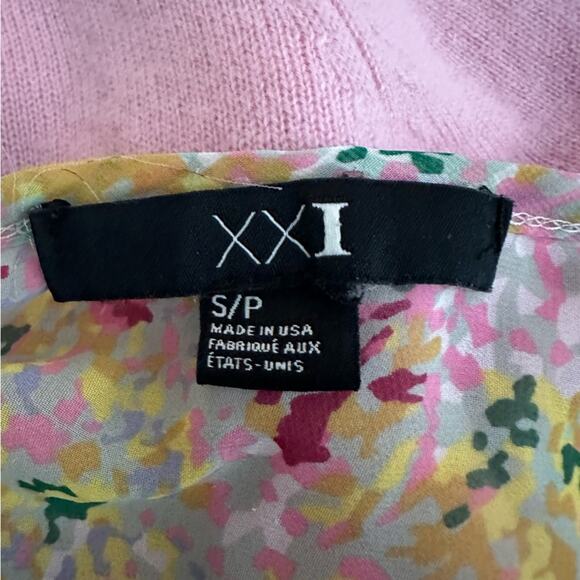 XXI
S/P
MADE IN USA
FABRIQUÉ AUX
ÉTATS-UNIS